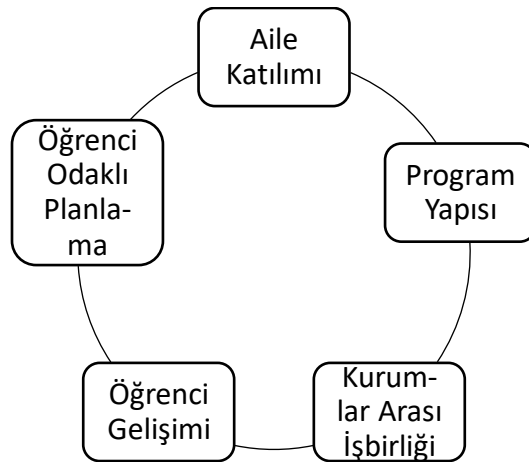 Aile
Katılımı
Program
Yapısı
Kurum-
lar Arası
İşbirliği
Öğrenci
Gelişimi
Öğrenci
Odaklı
Planla-
ma